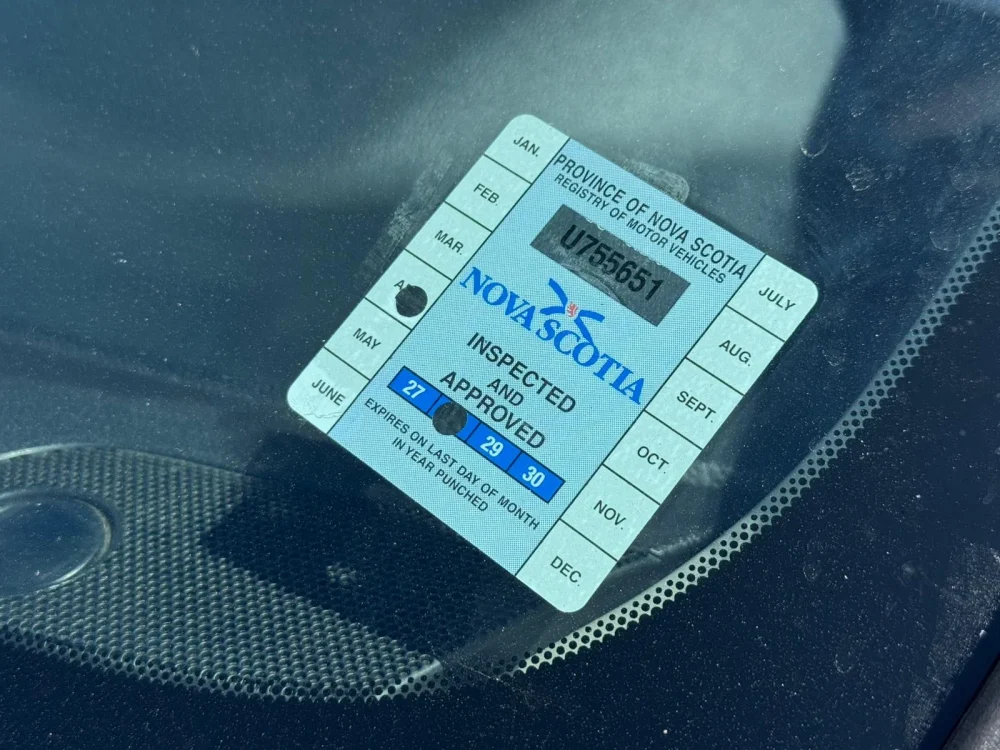 JAN.
FEB.
MAR.
MAY
JUNE
PROVINCE OF NOVA SCOTIA
REGISTRY OF MOTOR VEHICLES
U755651
NOVA SCOTIA
INSPECTED
AND
APPROVED
27 29 30
EXPIRES ON LAST DAY OF MONTH
IN YEAR PUNCHED
JULY
AUG.
SEPT.
OCT.
NOV.
DEC.